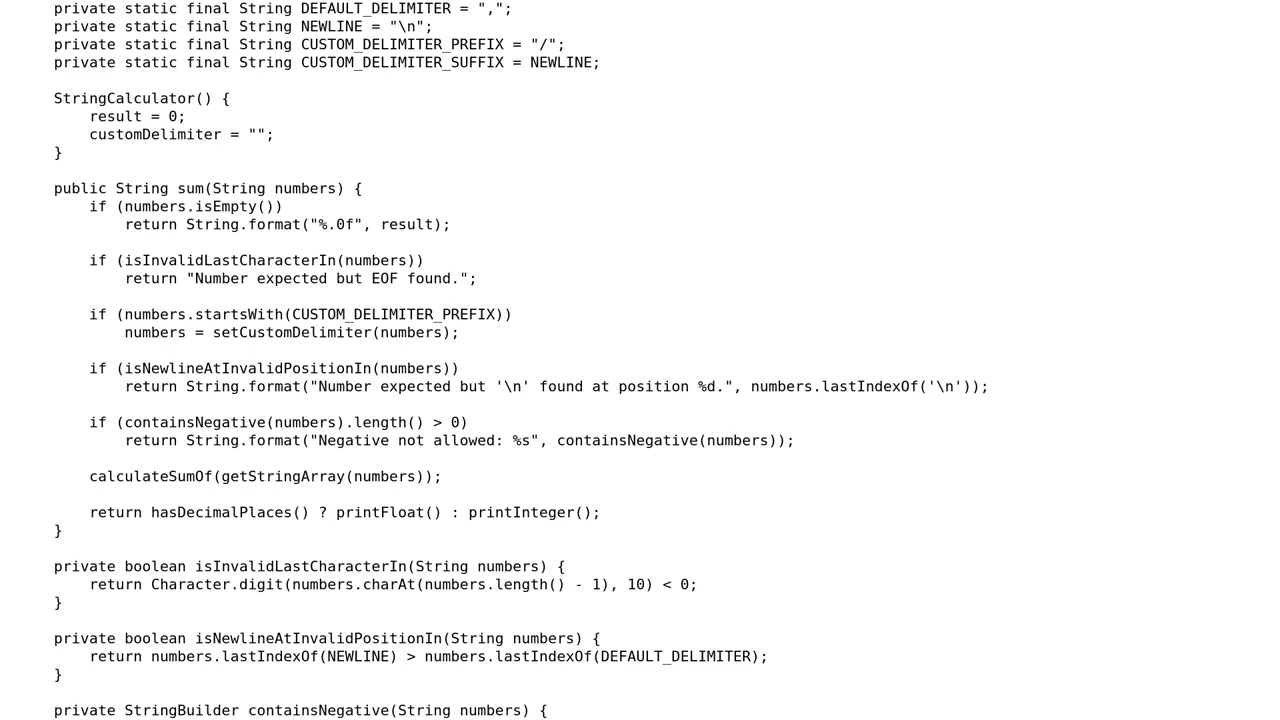 private static final String DEFAULT_DELIMITER = ",";
private static final String NEWLINE = "\n";
private static final String CUSTOM_DELIMITER_PREFIX = "/";
private static final String CUSTOM_DELIMITER_SUFFIX = NEWLINE;

StringCalculator() {
    result = 0;
    customDelimiter = "";
}

public String sum(String numbers) {
    if (numbers.isEmpty())
        return String.format("%.0f", result);

    if (isInvalidLastCharacterIn(numbers))
        return "Number expected but EOF found.";

    if (numbers.startsWith(CUSTOM_DELIMITER_PREFIX))
        numbers = setCustomDelimiter(numbers);

    if (isNewlineAtInvalidPositionIn(numbers))
        return String.format("Number expected but '\n' found at position %d.", numbers.lastIndexOf('\n'));

    if (containsNegative(numbers).length() > 0)
        return String.format("Negative not allowed: %s", containsNegative(numbers));

    calculateSumOf(getStringArray(numbers));

    return hasDecimalPlaces() ? printFloat() : printInteger();
}

private boolean isInvalidLastCharacterIn(String numbers) {
    return Character.digit(numbers.charAt(numbers.length() - 1), 10) < 0;
}

private boolean isNewlineAtInvalidPositionIn(String numbers) {
    return numbers.lastIndexOf(NEWLINE) > numbers.lastIndexOf(DEFAULT_DELIMITER);
}

private StringBuilder containsNegative(String numbers) {